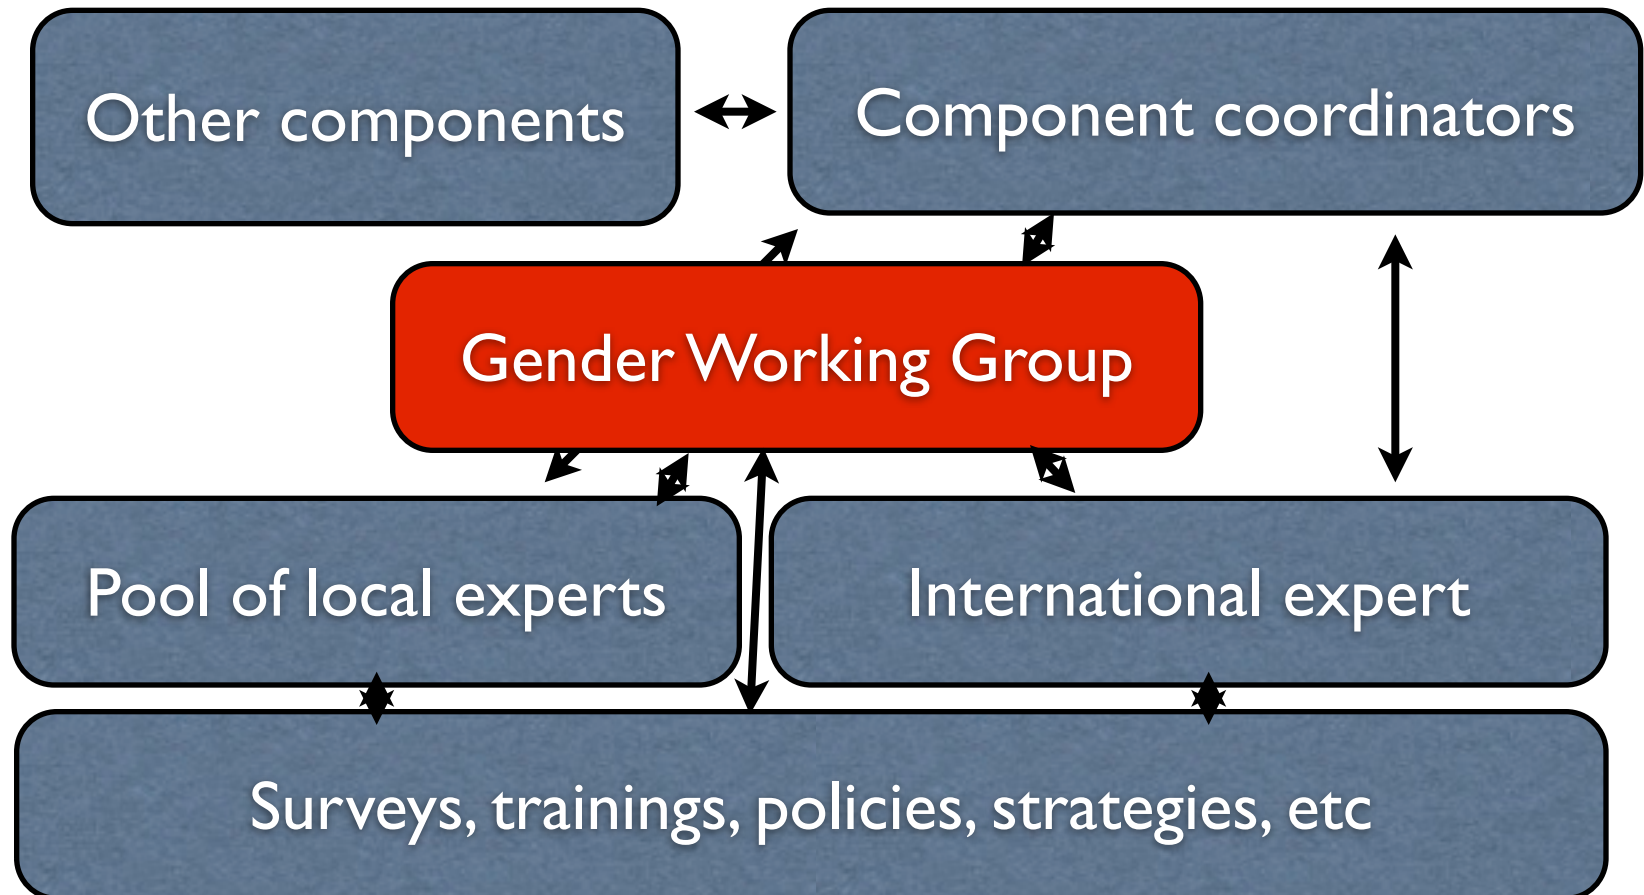 Other components
Component coordinators
Gender Working Group
Pool of local experts
International expert
Surveys, trainings, policies, strategies, etc